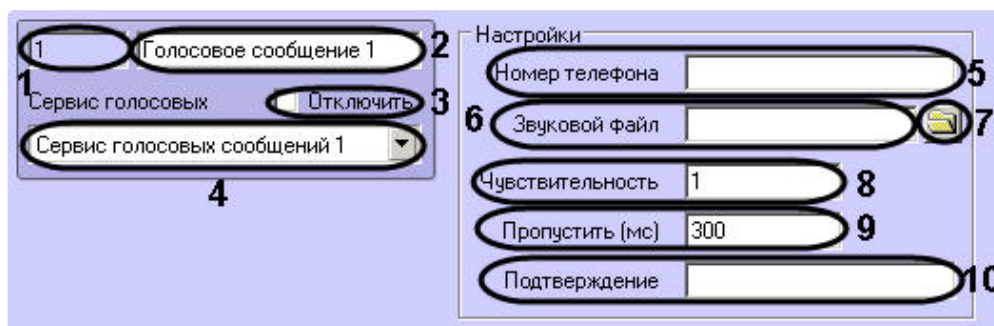 1 Голосовое сообщение 1 2
1
Сервис голосовых Отключить 3
Сервис голосовых сообщений 1
4
Настройки
Номер телефона 5
6 Звуковой файл 7
Чувствительность 1 8
Пропустить (мс) 300 9
Подтверждение 10